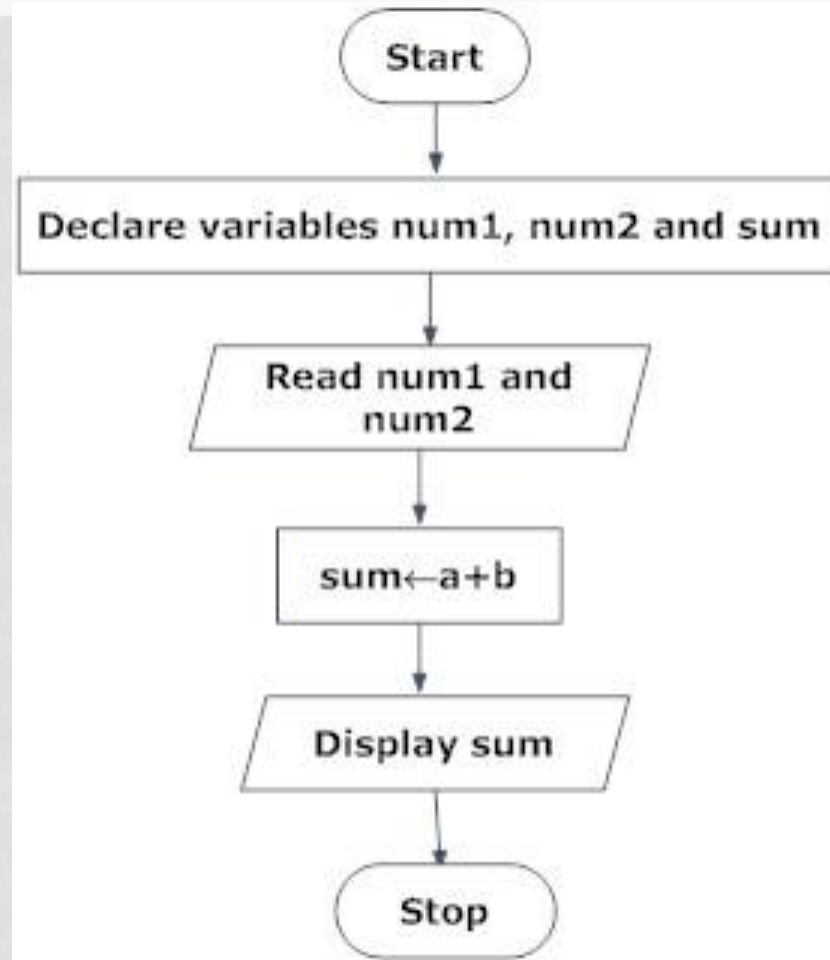 Start
Declare variables num1, num2 and sum
Read num1 and
num2
sum←a+b
Display sum
Stop